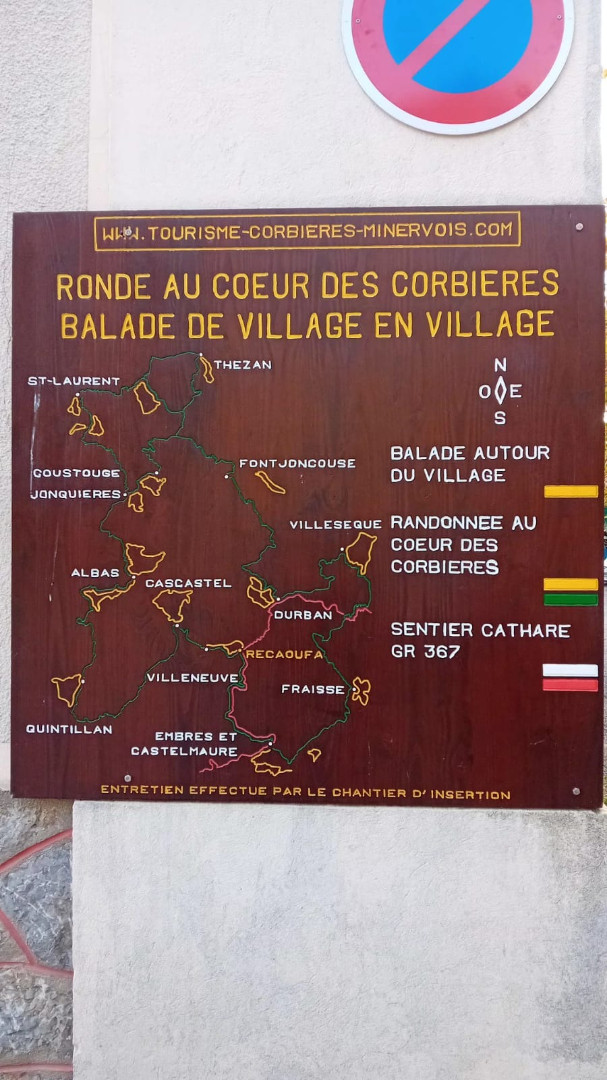 WWW.TOURISME-CORBIERES-MINERVOIS.COM
RONDE AU COEUR DES CORBIERES
BALADE DE VILLAGE EN VILLAGE
THEZAN
ST-LAURENT
N
O E
S
COUSTOUGE
JONQUIERES
FONTJONCOUSE
BALADE AUTOUR
DU VILLAGE
VILLESEQUE
RANDONNEE AU
COEUR DES
CORBIERES
ALBAS
CASCASTEL
DURBAN
SENTIER CATHARE
GR 367
RECAOUFA
VILLENEUVE
FRAISSE
QUINTILLAN
EMBRES ET
CASTELMAURE
ENTRETIEN EFFECTUE PAR LE CHANTIER D'INSERTION